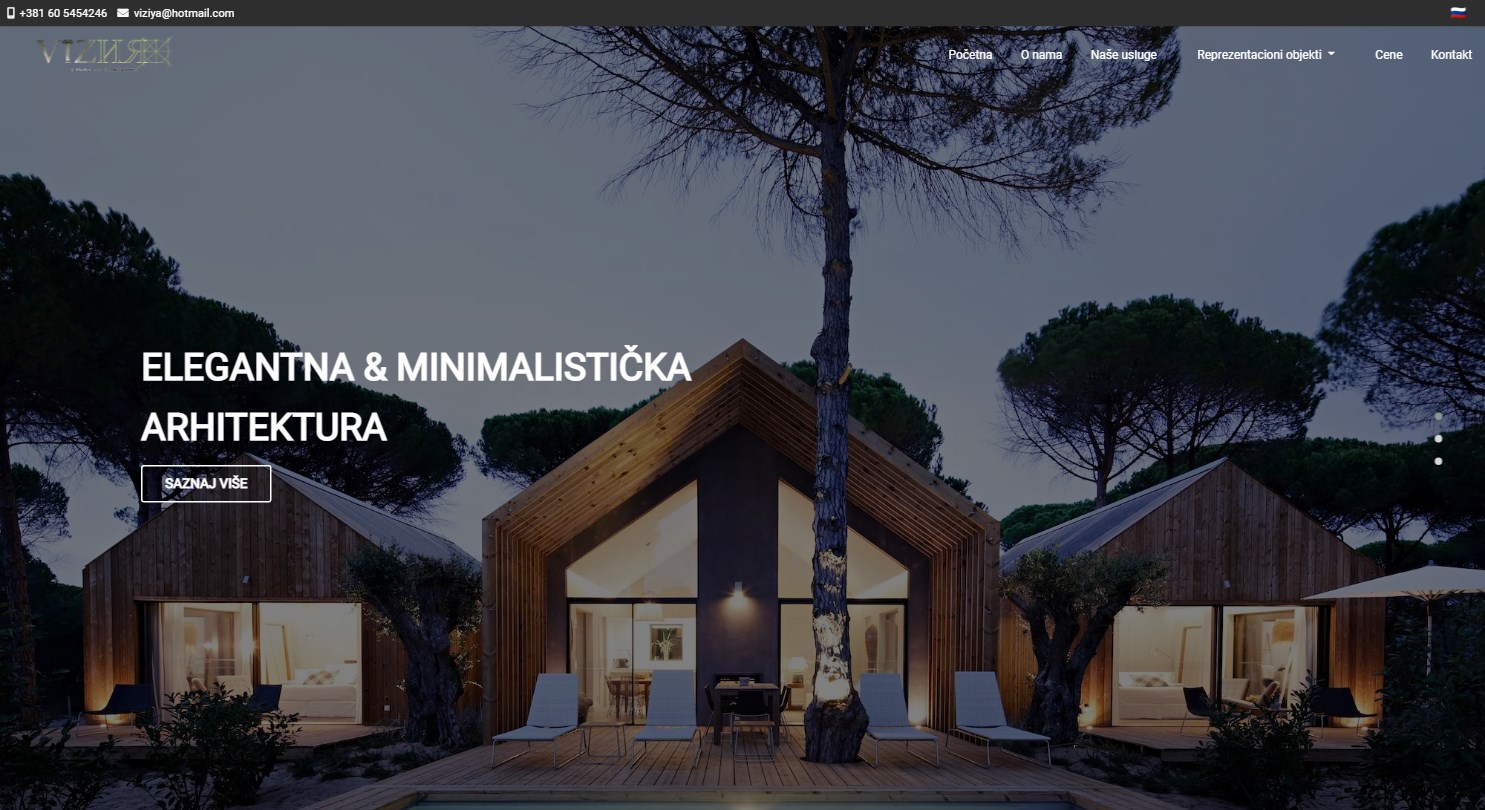 +381 60 5454246 viziya@hotmail.com
Početna O nama Naše usluge Reprezentacioni objekti Cene Kontakt
ELEGANTNA & MINIMALISTIČKA
ARHITEKTURA
SAZNAJ VIŠE